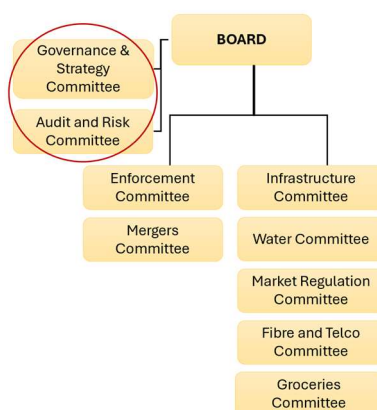 BOARD
Governance &
Strategy
Committee
Audit and Risk
Committee
Enforcement
Committee
Mergers
Committee
Infrastructure
Committee
Water Committee
Market Regulation
Committee
Fibre and Telco
Committee
Groceries
Committee